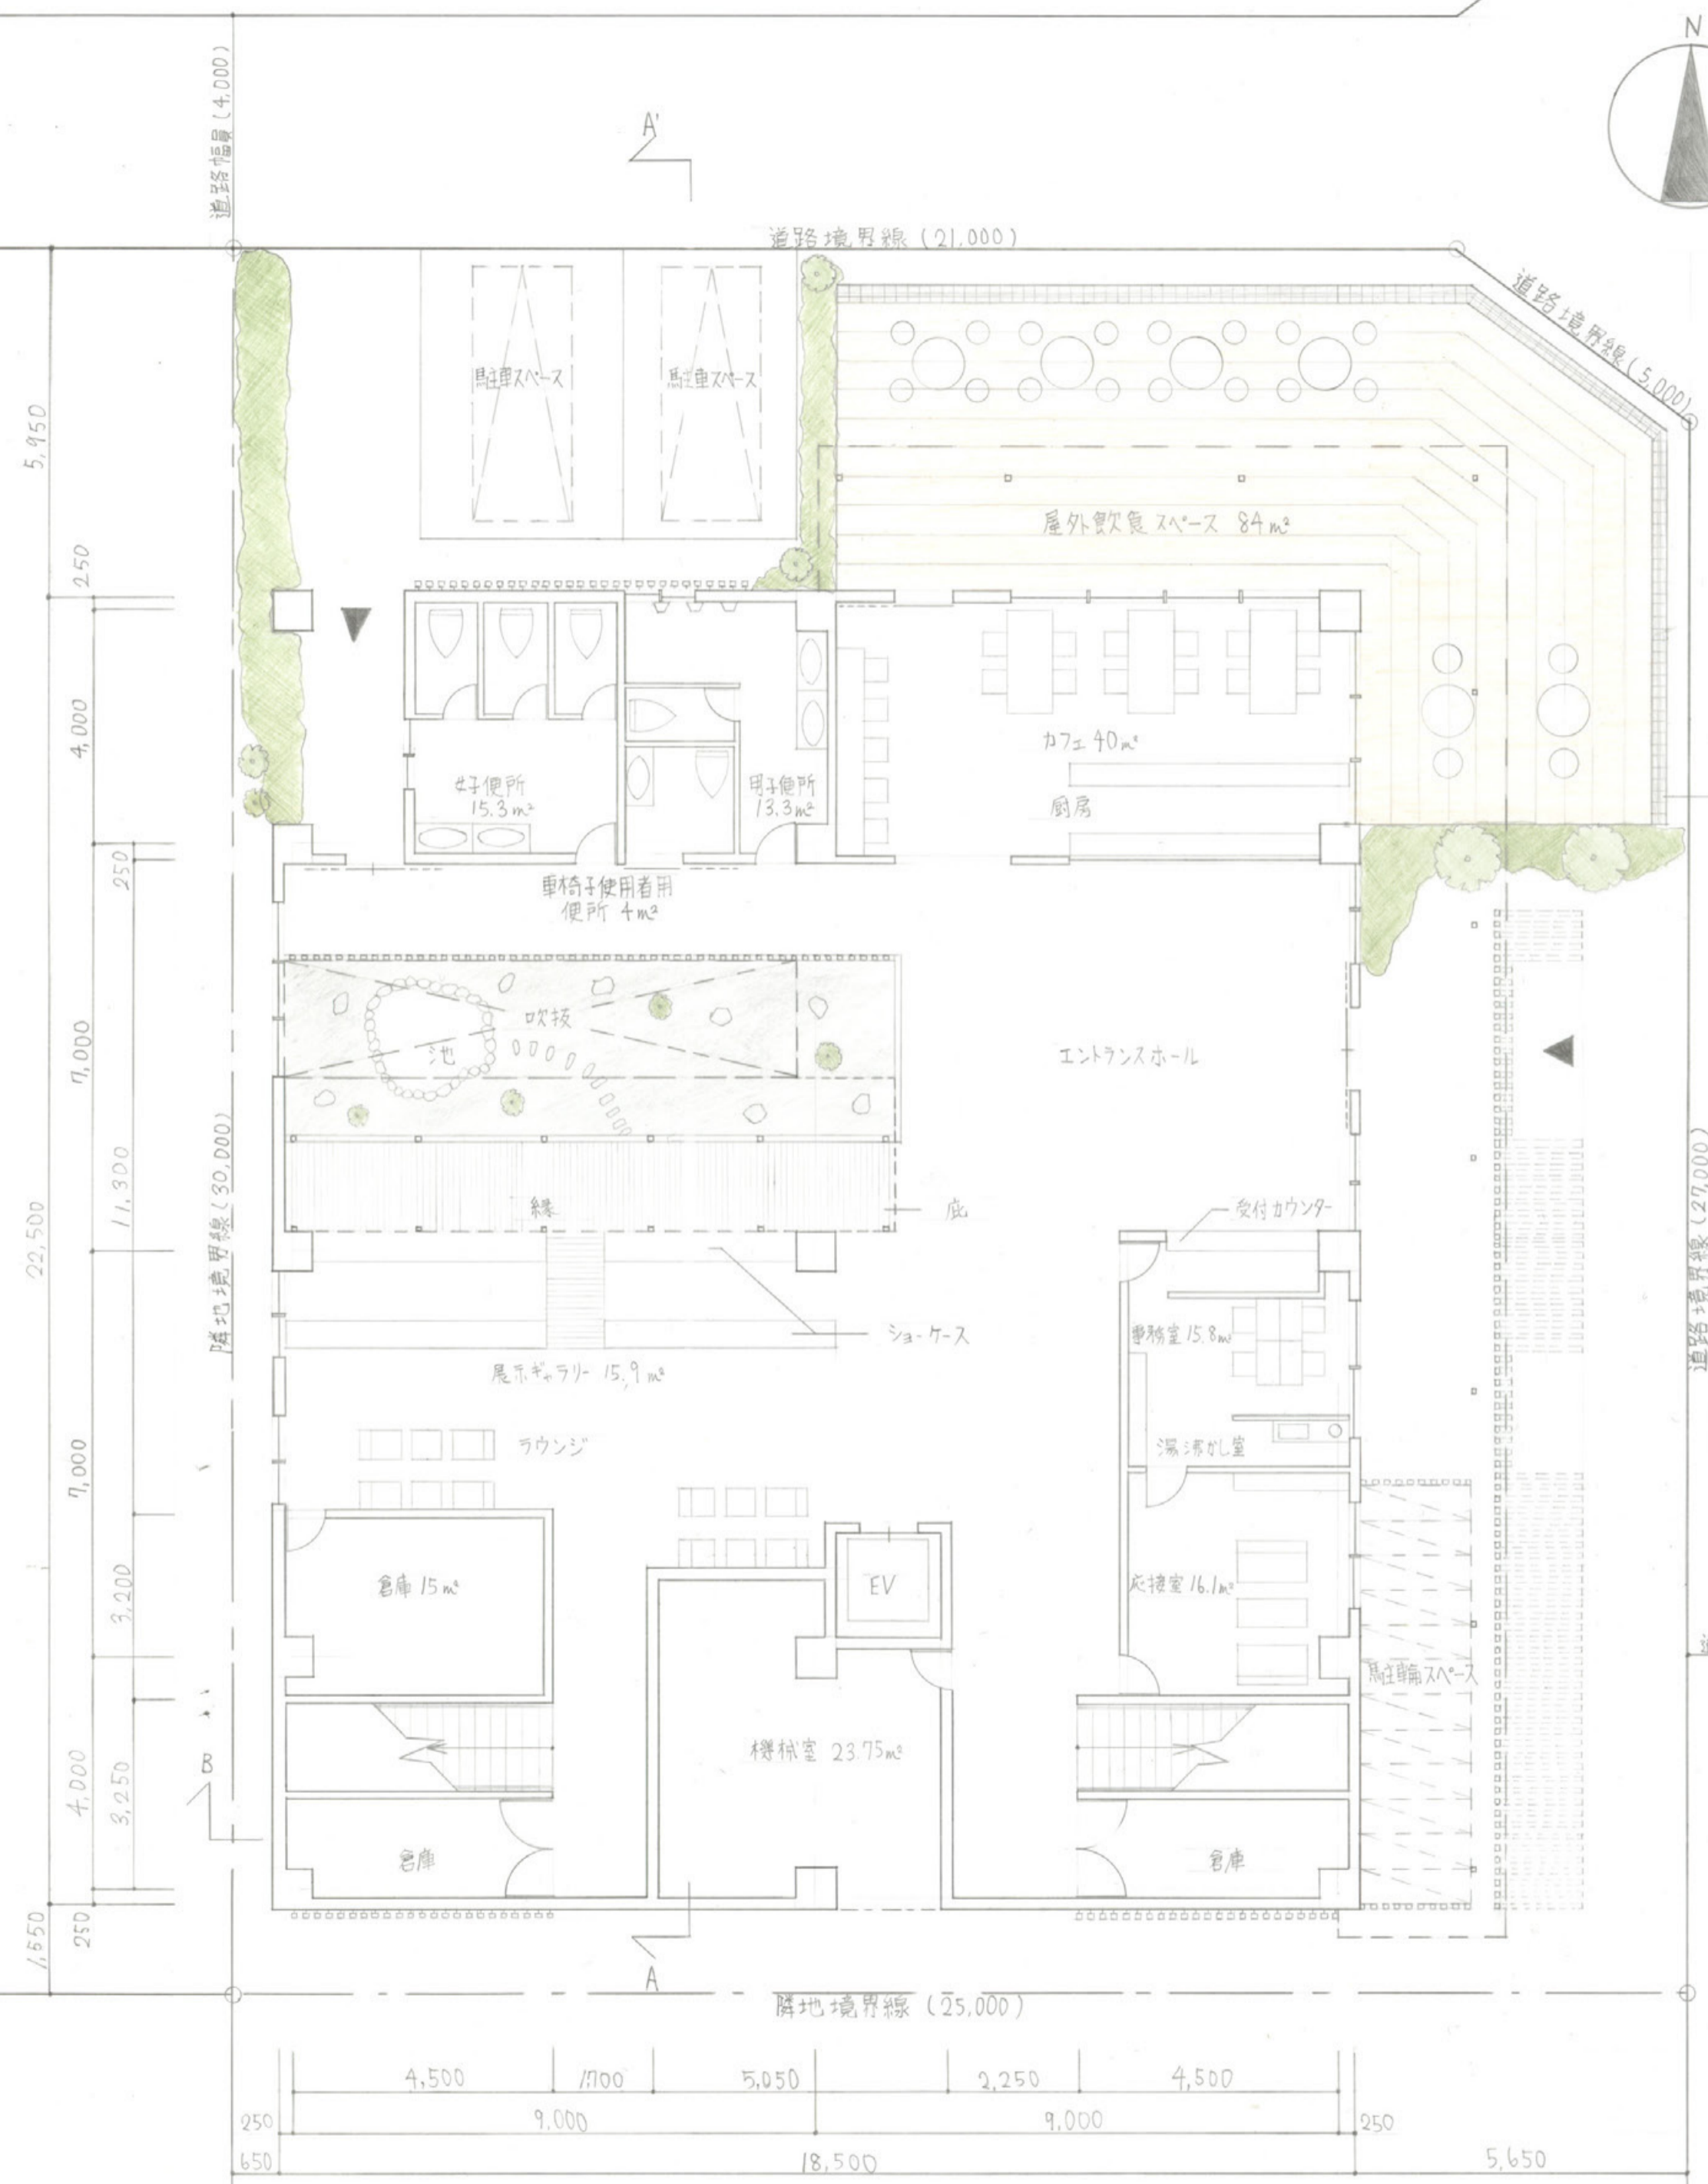 N
道路幅員 (4,000)
A'
道路境界線 (21,000)
道路境界線 (5,000)
駐車スペース
駐車スペース
屋外飲食スペース 84m²
5,950
250
4,000
カフェ 40m²
女子便所
15.3m²
男子便所
13.3m²
厨房
250
車椅子使用者用
便所 4m²
吹抜
池
エントランスホール
7,000
11,300
22,500
隣地境界線 (30,000)
道路境界線 (27,000)
縁
庇
受付カウンター
ショーケース
事務室 15.8m²
展示ギャラリー 15.9m²
ラウンジ
湯沸かし室
7,000
3,200
倉庫 15m²
EV
応接室 16.1m²
駐輪スペース
機械室 23.75m²
B
4,000
3,250
倉庫
倉庫
1,550
250
A
隣地境界線 (25,000)
4,500
1700
5,050
2,250
4,500
250
9,000
9,000
250
650
18,500
5,650